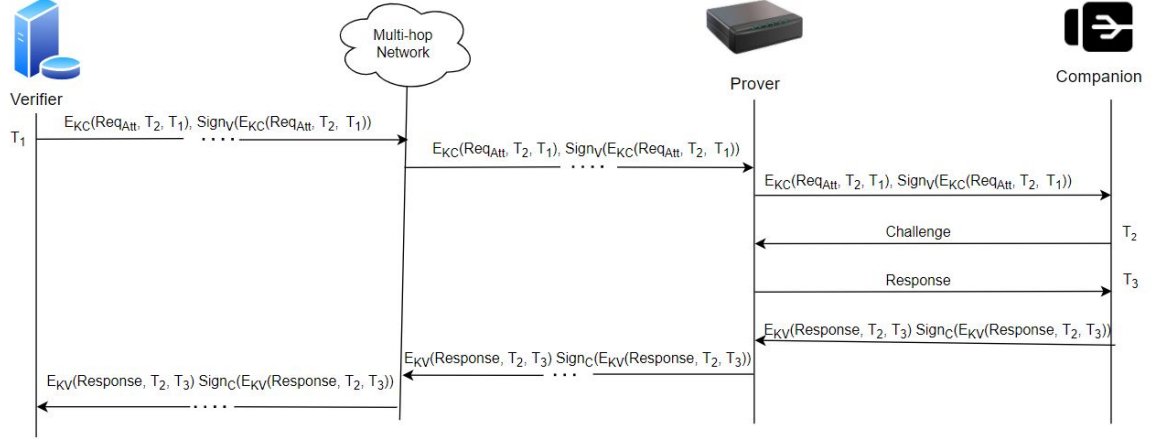 Multi-hop
Network
Verifier
Prover
Companion
T1
EKC(ReqAtt, T2, T1), SignV(EKC(ReqAtt, T2, T1))
EKC(ReqAtt, T2, T1), SignV(EKC(ReqAtt, T2, T1))
EKC(ReqAtt, T2, T1), SignV(EKC(ReqAtt, T2, T1))
Challenge
T2
Response
T3
EKV(Response, T2, T3) SignC(EKV(Response, T2, T3))
EKV(Response, T2, T3) SignC(EKV(Response, T2, T3))
EKV(Response, T2, T3) SignC(EKV(Response, T2, T3))